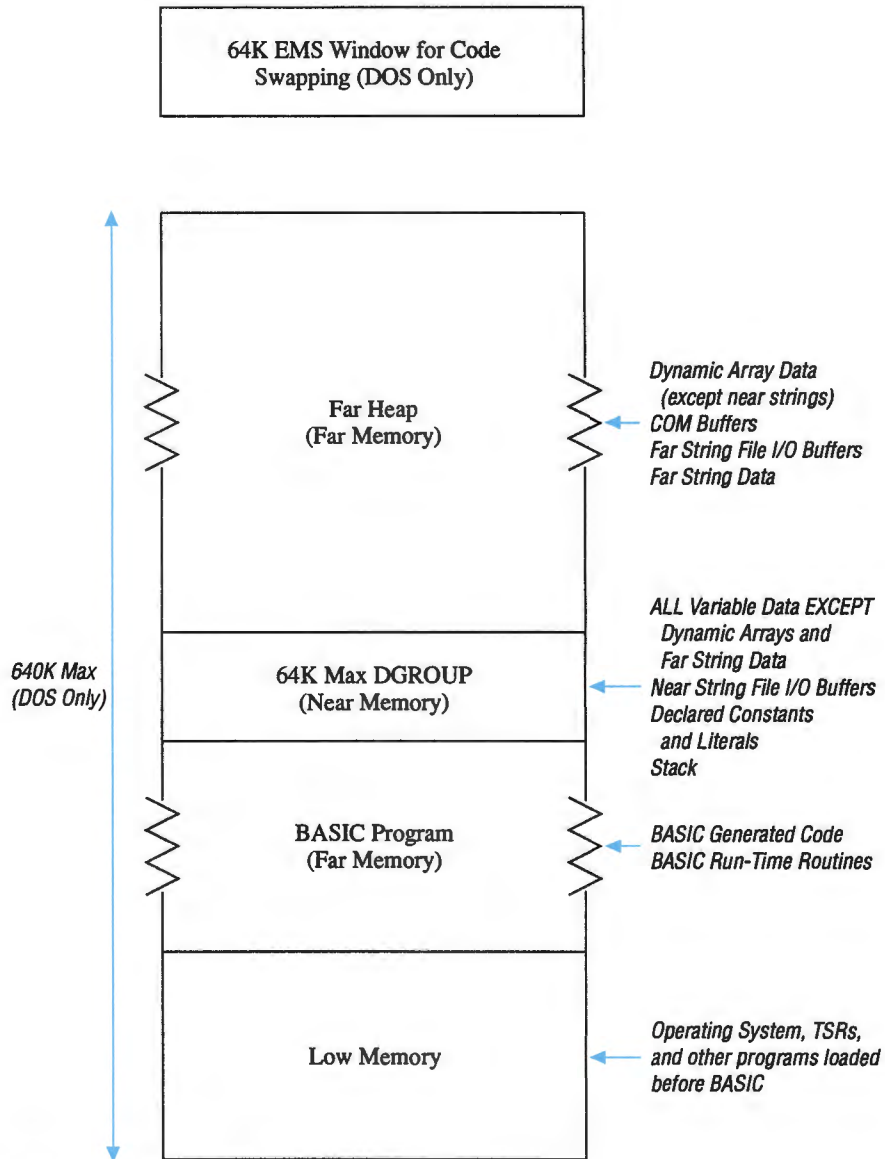 64K EMS Window for Code
Swapping (DOS Only)
Far Heap
(Far Memory)
Dynamic Array Data
(except near strings)
COM Buffers
Far String File I/O Buffers
Far String Data
640K Max
(DOS Only)
64K Max DGROUP
(Near Memory)
ALL Variable Data EXCEPT
Dynamic Arrays and
Far String Data
Near String File I/O Buffers
Declared Constants
and Literals
Stack
BASIC Program
(Far Memory)
BASIC Generated Code
BASIC Run-Time Routines
Low Memory
Operating System, TSRs,
and other programs loaded
before BASIC